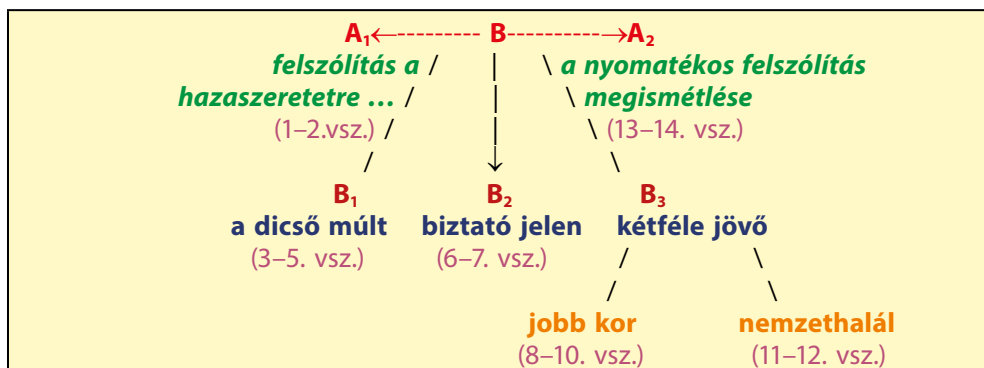 A₁←--------- B----------→A₂
felszólítás a / | \ a nyomatékos felszólítás
hazaszeretetre … / | \ megismétlése
(1–2.vsz.) / | \ (13–14. vsz.)
/ ↓ \
B₁ B₂ B₃
a dicső múlt biztató jelen kétféle jövő
(3–5. vsz.) (6–7. vsz.) / \
/ \
jobb kor nemzethalál
(8–10. vsz.) (11–12. vsz.)